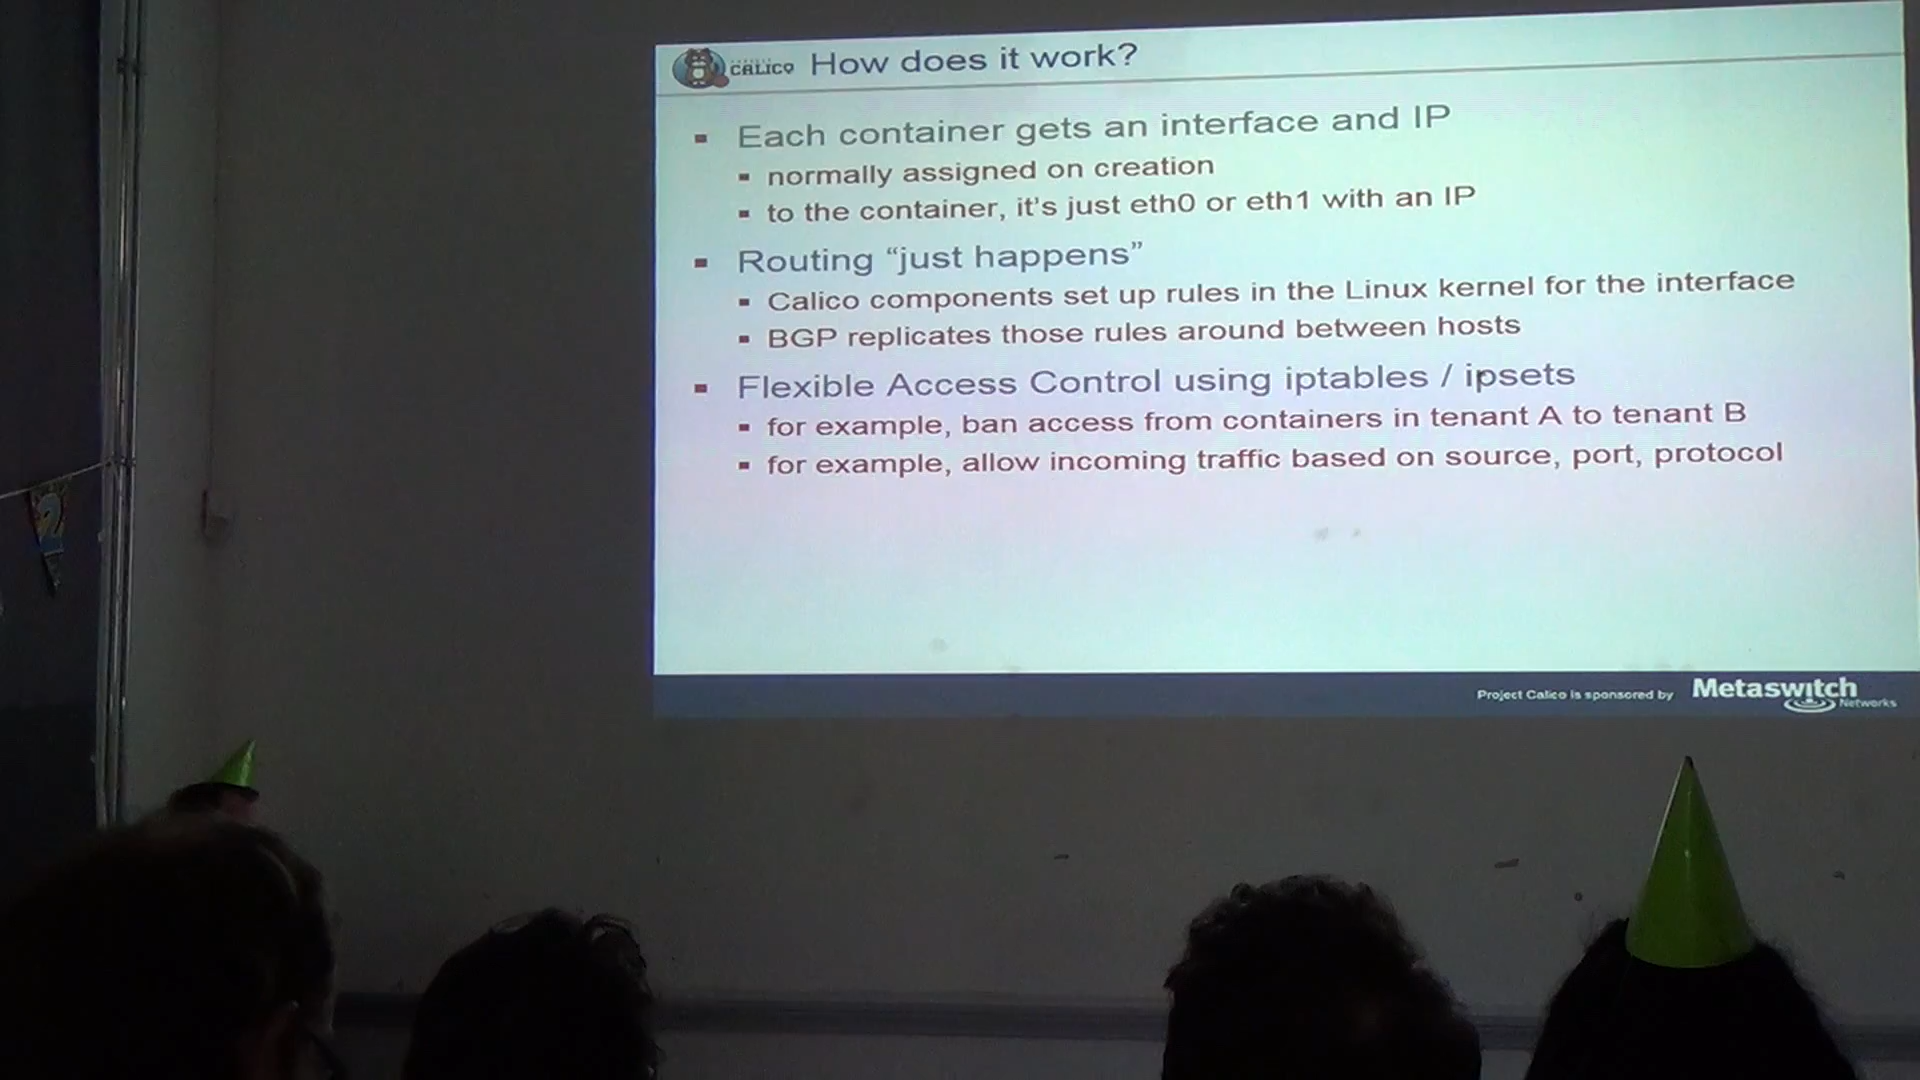 CALICO How does it work?
Each container gets an interface and IP
normally assigned on creation
to the container, it's just eth0 or eth1 with an IP
Routing “just happens”
Calico components set up rules in the Linux kernel for the interface
BGP replicates those rules around between hosts
Flexible Access Control using iptables / ipsets
for example, ban access from containers in tenant A to tenant B
for example, allow incoming traffic based on source, port, protocol
Project Calico is sponsored by Metaswitch
Networks
2